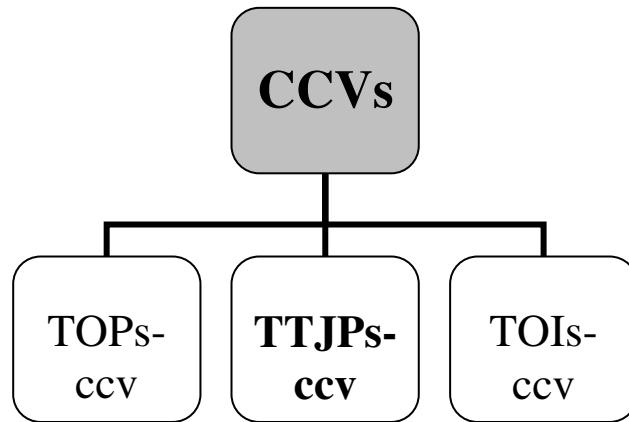 CCVs
TOPs-
ccv
TTJPs-
ccv
TOIs-
ccv